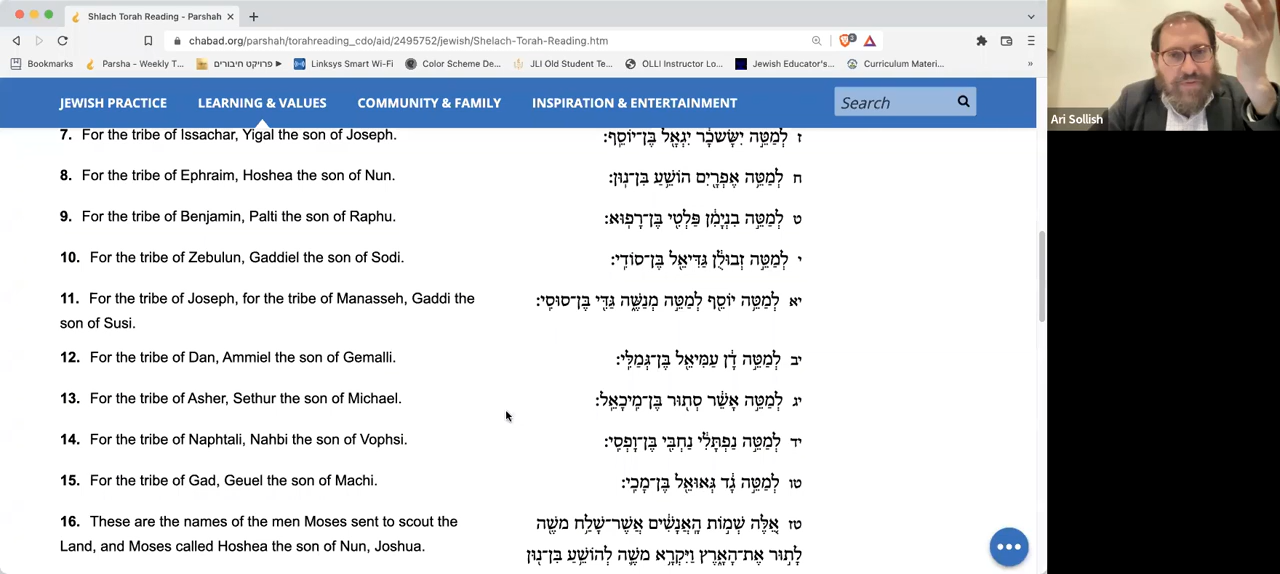 Shlach Torah Reading - Parshah
chabad.org/parshah/torahreading_cdo/aid/2495752/jewish/Shelach-Torah-Reading.htm
Bookmarks Parsha - Weekly T... פרויקט חיבורים Linksys Smart Wi-Fi Color Scheme De... JLI Old Student Te... OLLI Instructor Lo... Jewish Educator's... Curriculum Materi... »
JEWISH PRACTICE LEARNING & VALUES COMMUNITY & FAMILY INSPIRATION & ENTERTAINMENT Search
Ari Sollish
7. For the tribe of Issachar, Yigal the son of Joseph.
ז לְמַטֵּ֣ה יִשָּׂשכָ֔ר יִגְאָ֖ל בֶּן־יוֹסֵֽף:
8. For the tribe of Ephraim, Hoshea the son of Nun.
ח לְמַטֵּ֥ה אֶפְרָ֖יִם הוֹשֵׁ֥עַ בִּן־נֽוּן:
9. For the tribe of Benjamin, Palti the son of Raphu.
ט לְמַטֵּ֣ה בִנְיָמִ֔ן פַּלְטִ֖י בֶּן־רָפֽוּא:
10. For the tribe of Zebulun, Gaddiel the son of Sodi.
י לְמַטֵּ֣ה זְבוּלֻ֔ן גַּדִּיאֵ֖ל בֶּן־סוֹדִֽי:
11. For the tribe of Joseph, for the tribe of Manasseh, Gaddi the
son of Susi.
יא לְמַטֵּ֥ה יוֹסֵ֖ף לְמַטֵּ֣ה מְנַשֶּׁ֑ה גַּדִּ֖י בֶּן־סוּסִֽי:
12. For the tribe of Dan, Ammiel the son of Gemalli.
יב לְמַטֵּ֣ה דָ֔ן עַמִּיאֵ֖ל בֶּן־גְּמַלִּֽי:
13. For the tribe of Asher, Sethur the son of Michael.
יג לְמַטֵּ֣ה אָשֵׁ֔ר סְת֖וּר בֶּן־מִֽיכָאֵֽל:
14. For the tribe of Naphtali, Nahbi the son of Vophsi.
יד לְמַטֵּ֣ה נַפְתָּלִ֔י נַחְבִּ֖י בֶּן־וָפְסִֽי:
15. For the tribe of Gad, Geuel the son of Machi.
טו לְמַטֵּ֣ה גָ֔ד גְּאוּאֵ֖ל בֶּן־מָכִֽי:
16. These are the names of the men Moses sent to scout the
Land, and Moses called Hoshea the son of Nun, Joshua.
טז אֵ֚לֶּה שְׁמ֣וֹת הָֽאֲנָשִׁ֔ים אֲשֶׁר־שָׁלַ֥ח משֶׁ֖ה
לָת֣וּר אֶת־הָאָ֑רֶץ וַיִּקְרָ֥א משֶׁ֛ה לְהוֹשֵׁ֥עַ בִּן־נ֖וּן